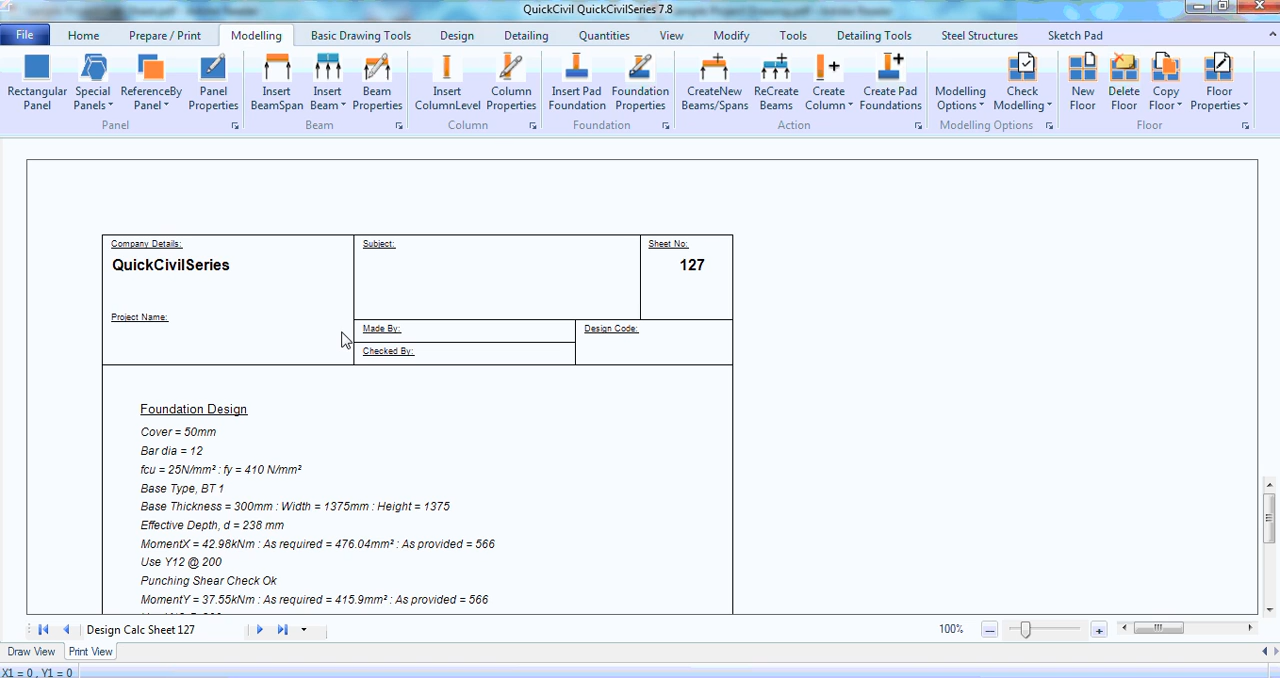 QuickCivil QuickCivilSeries 7.8
File Home Prepare / Print Modelling Basic Drawing Tools Design Detailing Quantities View Modify Tools Detailing Tools Steel Structures Sketch Pad
Rectangular Panel
Special Panels
ReferenceBy Panel
Panel Properties
Insert BeamSpan
Insert Beam
Beam Properties
Insert ColumnLevel
Column Properties
Insert Pad Foundation
Foundation Properties
CreateNew Beams/Spans
ReCreate Beams
Create Column
Create Pad Foundations
Modelling Options
Check Modelling
New Floor
Delete Floor
Copy Floor
Floor Properties
Panel Beam Column Foundation Action Modelling Options Floor
Company Details:
QuickCivilSeries
Project Name:
Subject:
Sheet No:
127
Made By:
Checked By:
Design Code:
Foundation Design
Cover = 50mm
Bar dia = 12
fcu = 25N/mm² : fy = 410 N/mm²
Base Type, BT 1
Base Thickness = 300mm : Width = 1375mm : Height = 1375
Effective Depth, d = 238 mm
MomentX = 42.98kNm : As required = 476.04mm² : As provided = 566
Use Y12 @ 200
Punching Shear Check Ok
MomentY = 37.55kNm : As required = 415.9mm² : As provided = 566
Design Calc Sheet 127
100%
Draw View Print View
X1 = 0 , Y1 = 0